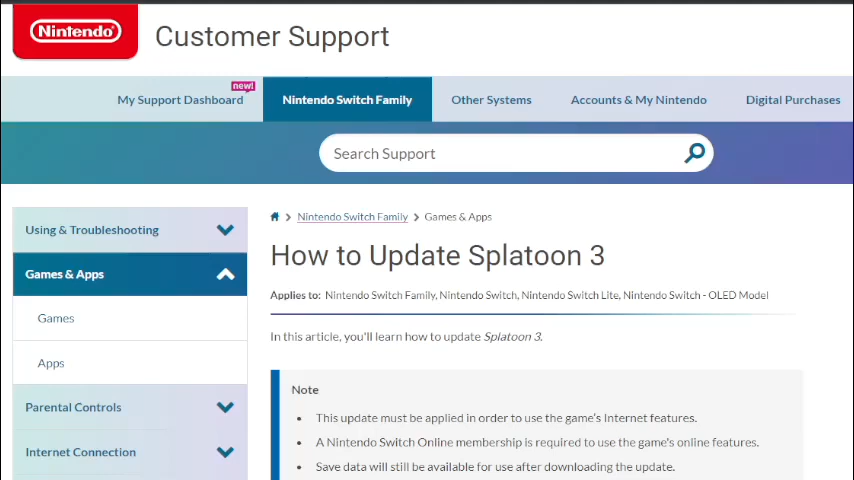 Nintendo
Customer Support
new!
My Support Dashboard
Nintendo Switch Family
Other Systems
Accounts & My Nintendo
Digital Purchases
Search Support
Using & Troubleshooting
Games & Apps
Games
Apps
Parental Controls
Internet Connection
Nintendo Switch Family
Games & Apps
How to Update Splatoon 3
Applies to: Nintendo Switch Family, Nintendo Switch, Nintendo Switch Lite, Nintendo Switch - OLED Model
In this article, you'll learn how to update Splatoon 3.
Note
• This update must be applied in order to use the game's Internet features.
• A Nintendo Switch Online membership is required to use the game's online features.
• Save data will still be available for use after downloading the update.